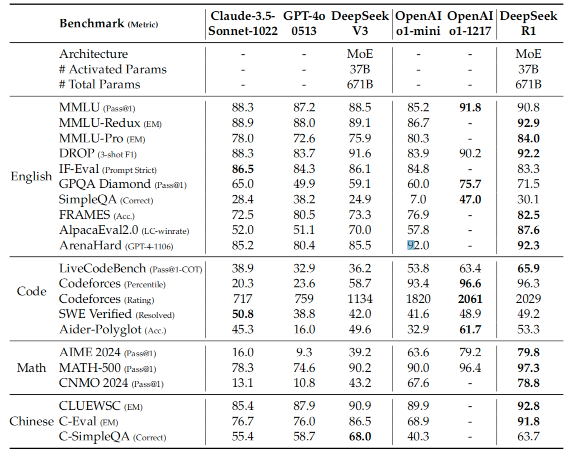 Benchmark (Metric) Claude-3.5- GPT-4o DeepSeek OpenAI OpenAI DeepSeek
Sonnet-1022 0513 V3 o1-mini o1-1217 R1
Architecture - - MoE - - MoE
# Activated Params - - 37B - - 37B
# Total Params - - 671B - - 671B
English
MMLU (Pass@1) 88.3 87.2 88.5 85.2 91.8 90.8
MMLU-Redux (EM) 88.9 88.0 89.1 86.7 - 92.9
MMLU-Pro (EM) 78.0 72.6 75.9 80.3 - 84.0
DROP (3-shot F1) 88.3 83.7 91.6 83.9 90.2 92.2
IF-Eval (Prompt Strict) 86.5 84.3 86.1 84.8 - 83.3
GPQA Diamond (Pass@1) 65.0 49.9 59.1 60.0 75.7 71.5
SimpleQA (Correct) 28.4 38.2 24.9 7.0 47.0 30.1
FRAMES (Acc.) 72.5 80.5 73.3 76.9 - 82.5
AlpacaEval2.0 (LC-winrate) 52.0 51.1 70.0 57.8 - 87.6
ArenaHard (GPT-4-1106) 85.2 80.4 85.5 92.0 - 92.3
Code
LiveCodeBench (Pass@1-COT) 38.9 32.9 36.2 53.8 63.4 65.9
Codeforces (Percentile) 20.3 23.6 58.7 93.4 96.6 96.3
Codeforces (Rating) 717 759 1134 1820 2061 2029
SWE Verified (Resolved) 50.8 38.8 42.0 41.6 48.9 49.2
Aider-Polyglot (Acc.) 45.3 16.0 49.6 32.9 61.7 53.3
Math
AIME 2024 (Pass@1) 16.0 9.3 39.2 63.6 79.2 79.8
MATH-500 (Pass@1) 78.3 74.6 90.2 90.0 96.4 97.3
CNMO 2024 (Pass@1) 13.1 10.8 43.2 67.6 - 78.8
Chinese
CLUEWSC (EM) 85.4 87.9 90.9 89.9 - 92.8
C-Eval (EM) 76.7 76.0 86.5 68.9 - 91.8
C-SimpleQA (Correct) 55.4 58.7 68.0 40.3 - 63.7